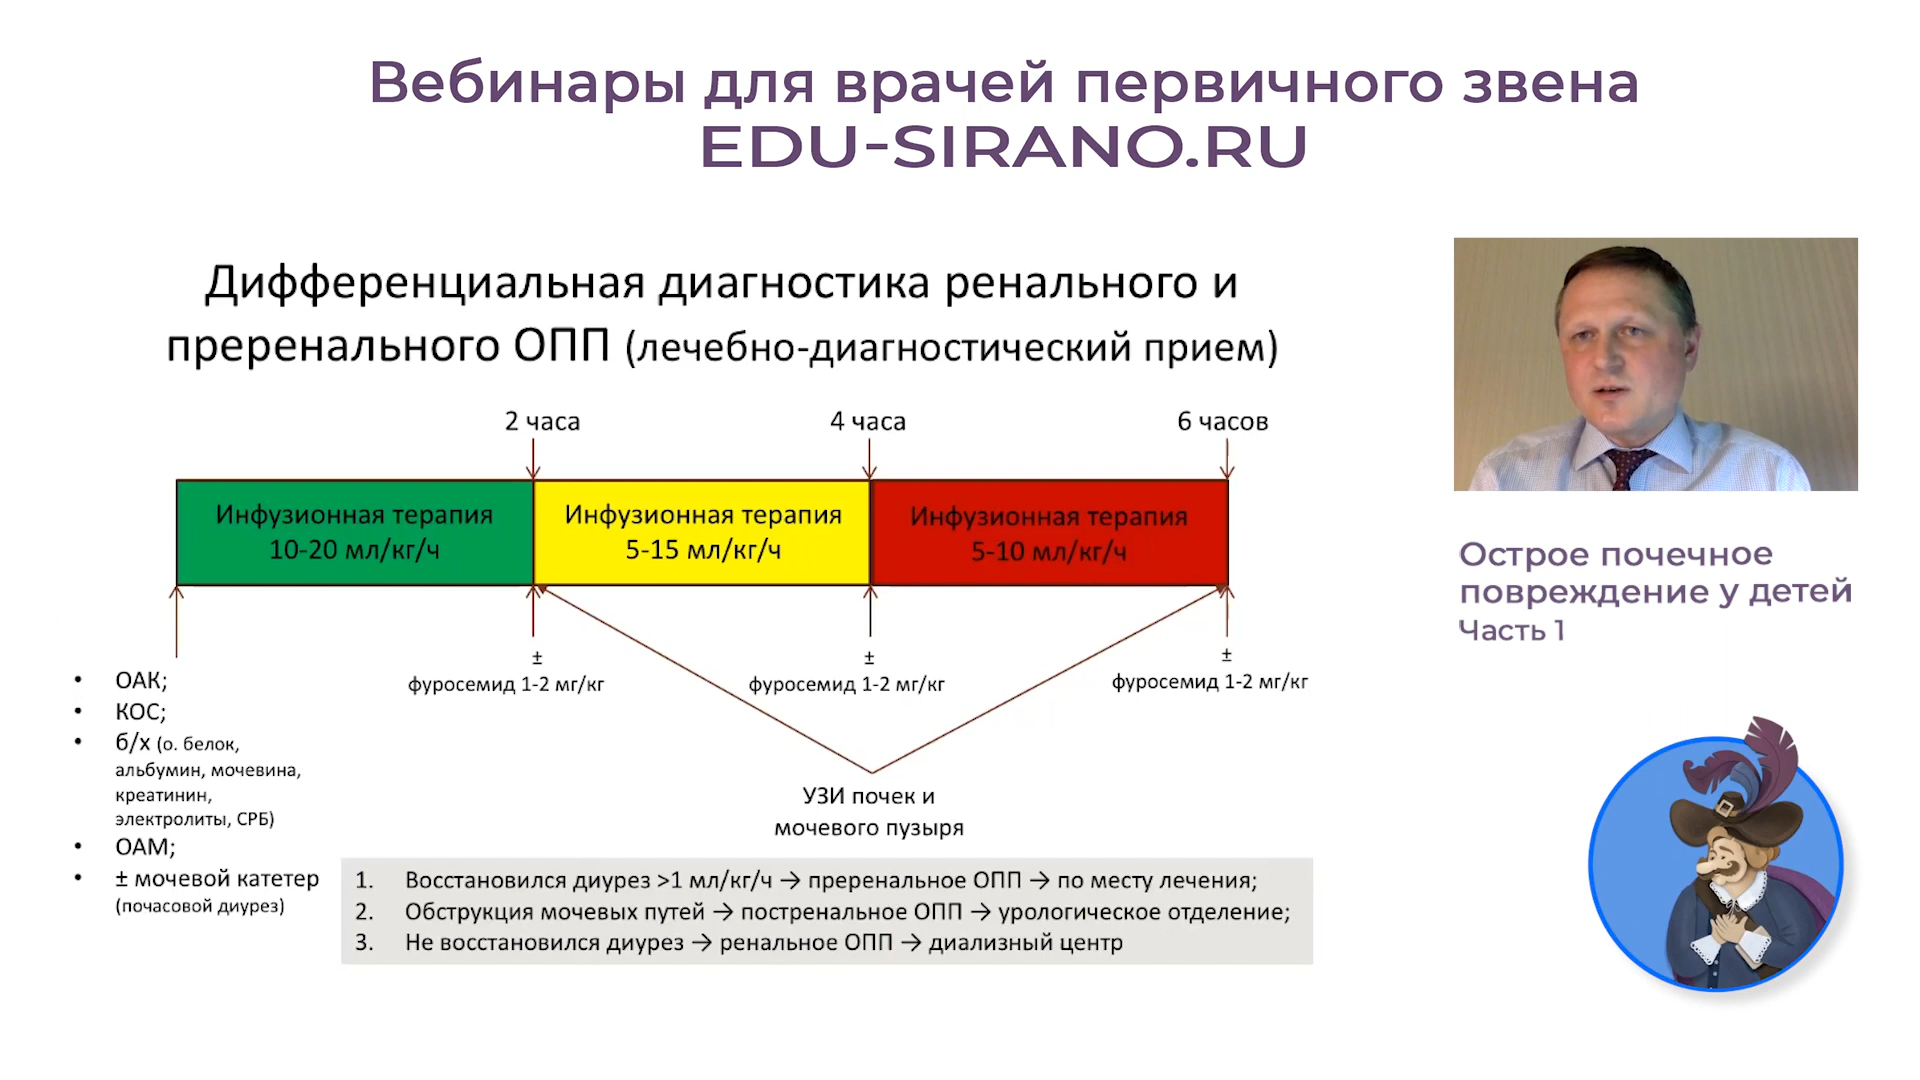 Вебинары для врачей первичного звена
EDU-SIRANO.RU
Дифференциальная диагностика ренального и
преренального ОПП (лечебно-диагностический прием)
2 часа
4 часа
6 часов
Инфузионная терапия
10-20 мл/кг/ч
Инфузионная терапия
5-15 мл/кг/ч
Инфузионная терапия
5-10 мл/кг/ч
±
фуросемид 1-2 мг/кг
±
фуросемид 1-2 мг/кг
±
фуросемид 1-2 мг/кг
• ОАК;
• КОС;
• б/х (о. белок,
альбумин, мочевина,
креатинин,
электролиты, СРБ)
• ОАМ;
• ± мочевой катетер
(почасовой диурез)
УЗИ почек и
мочевого пузыря
1. Восстановился диурез >1 мл/кг/ч → преренальное ОПП → по месту лечения;
2. Обструкция мочевых путей → постренальное ОПП → урологическое отделение;
3. Не восстановился диурез → ренальное ОПП → диализный центр
Острое почечное
повреждение у детей
Часть 1